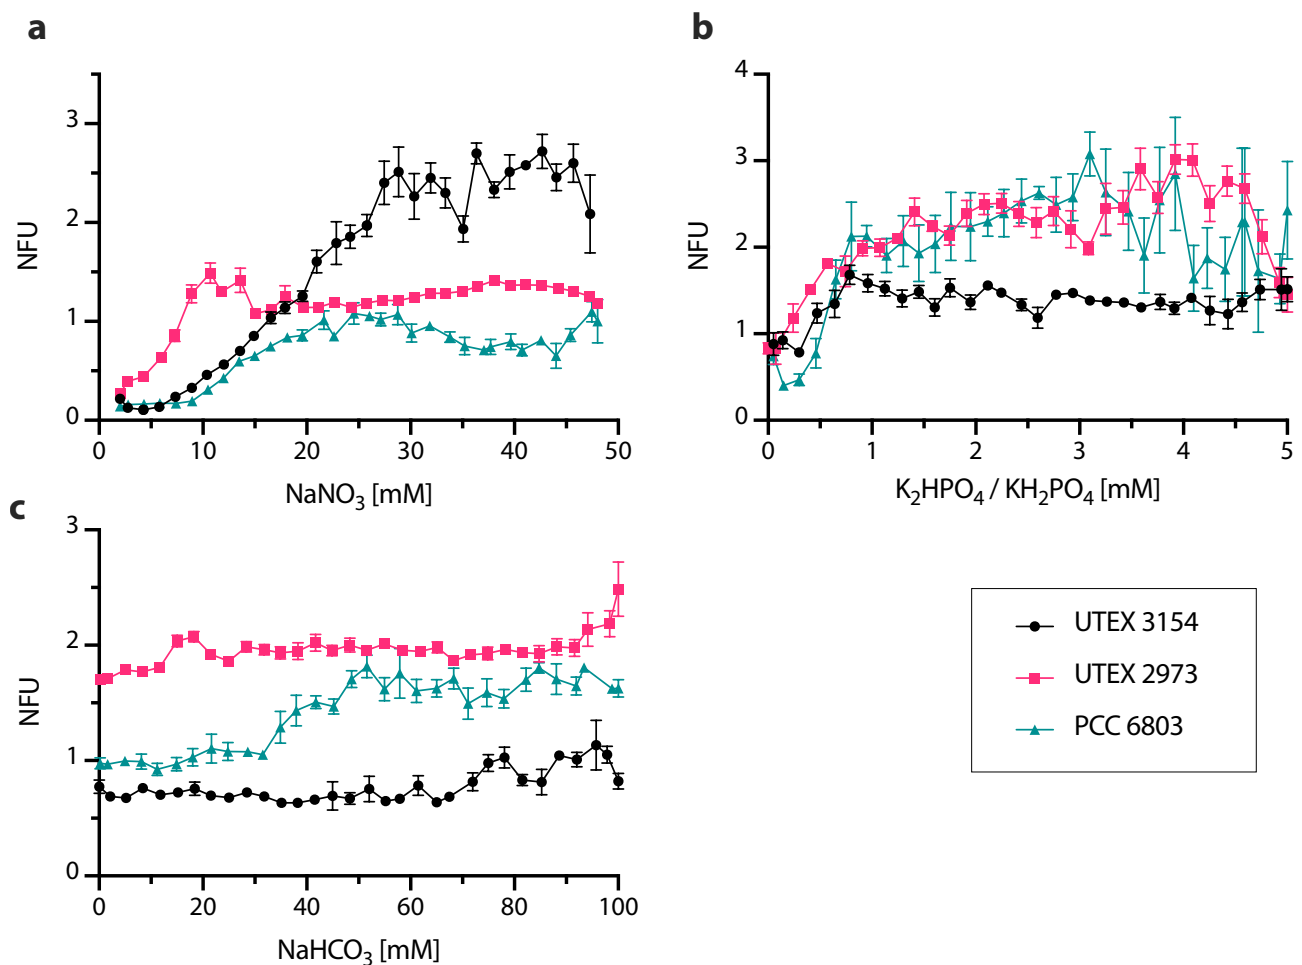 a
NFU
3
2
1
0
0 10 20 30 40 50
NaNO₃ [mM]
b
NFU
4
3
2
1
0
0 1 2 3 4 5
K₂HPO₄ / KH₂PO₄ [mM]
c
NFU
3
2
1
0
0 20 40 60 80 100
NaHCO₃ [mM]
UTEX 3154
UTEX 2973
PCC 6803